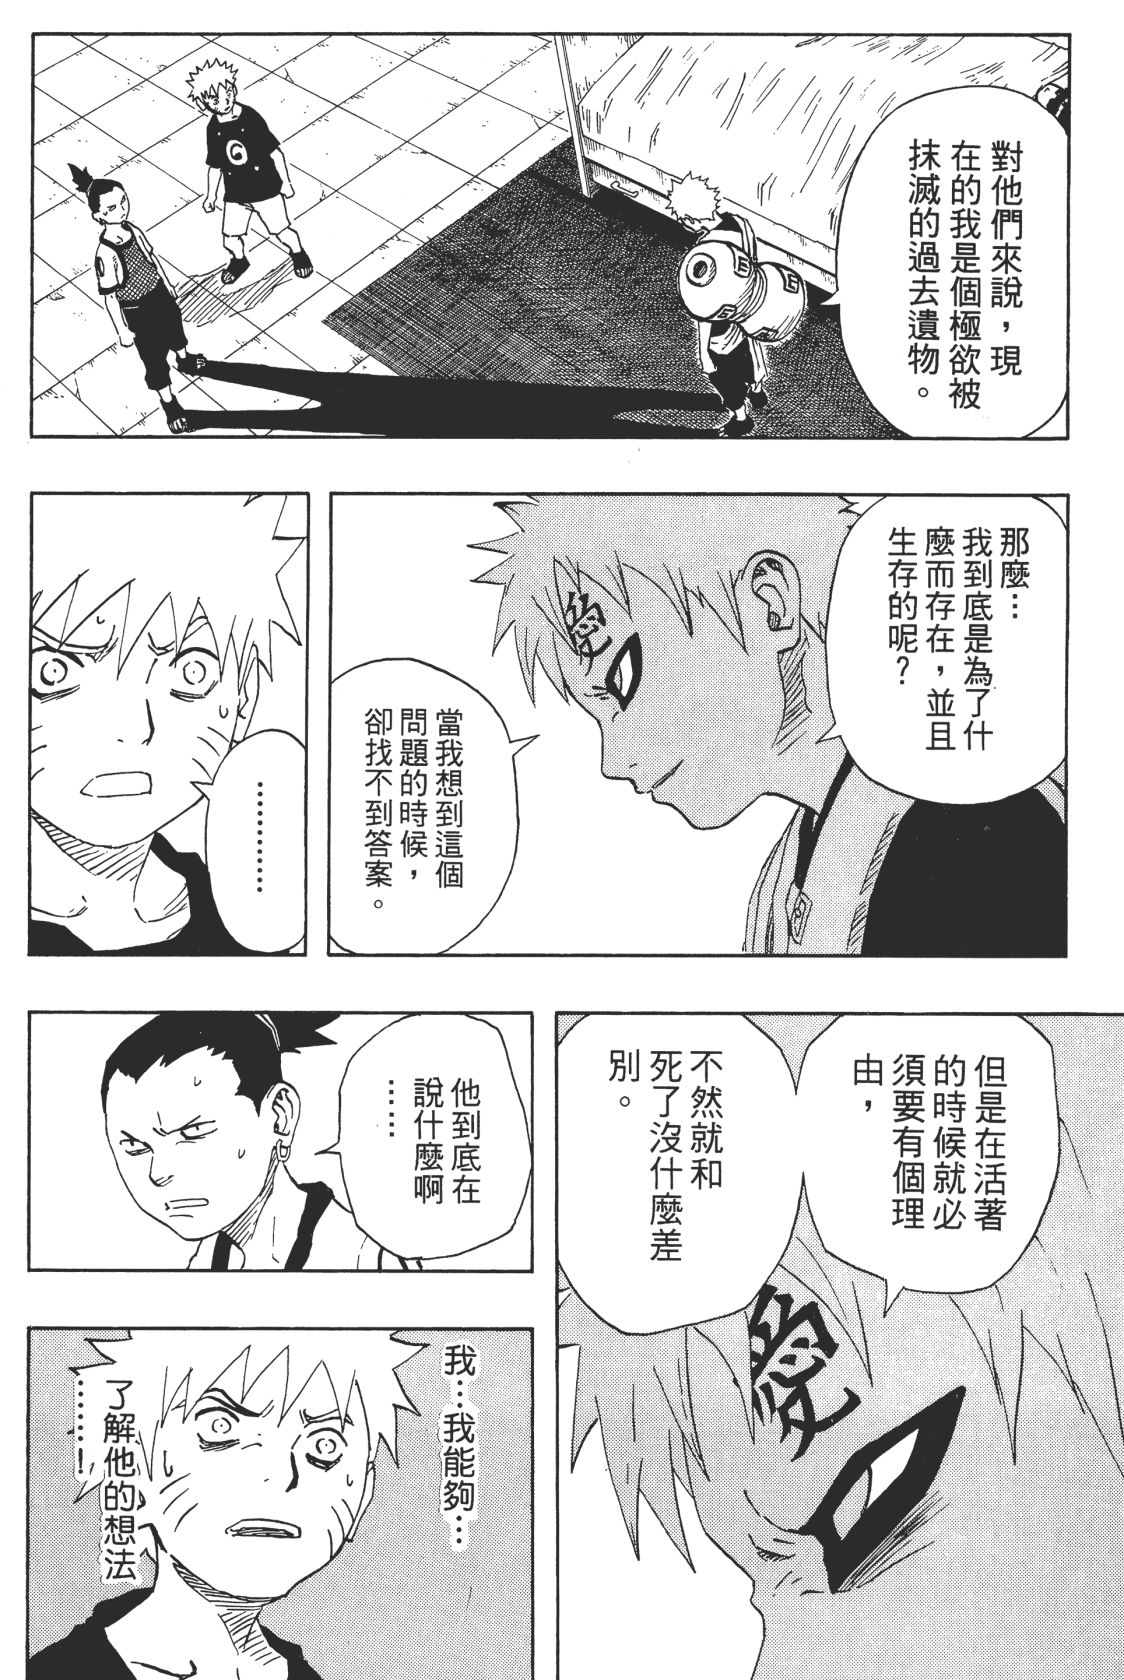 對他們來說，現
在的我是個極欲被
抹滅的過去遺物。
那麼…
我到底是為了什
麼而存在，並且
生存的呢？
當我想到這個
問題的時候，
卻找不到答案。
…………
但是在活著
的時候就必
須要有個理
由，
不然就和
死了沒什麼差
別。
他到底在
說什麼啊
……
我…我能夠…
了解他的想法
………！
愛
愛